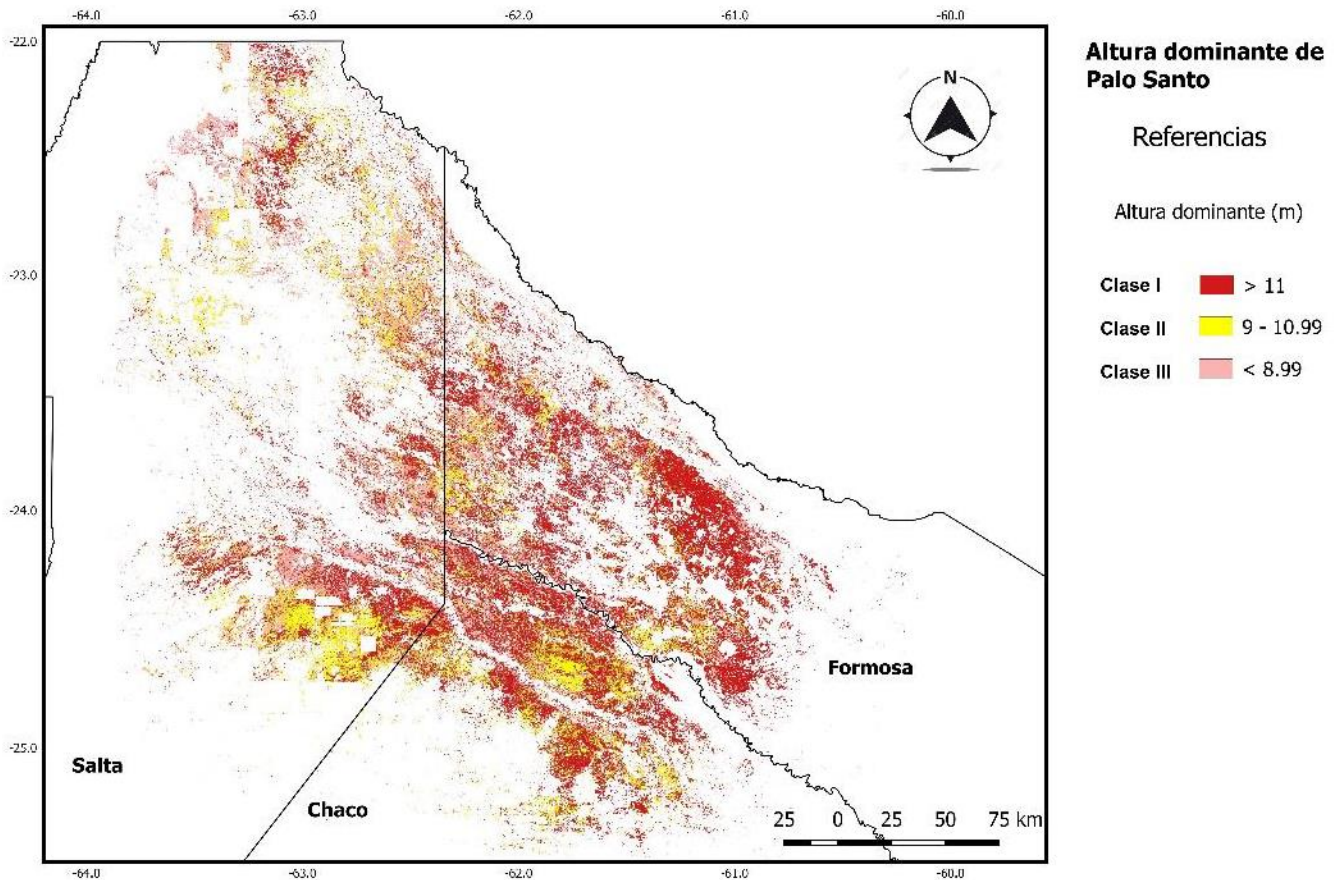 -64.0 -63.0 -62.0 -61.0 -60.0
-22.0
-23.0
-24.0
-25.0
N
Formosa
Salta
Chaco
25 0 25 50 75 km
-64.0 -63.0 -62.0 -61.0 -60.0
Altura dominante de
Palo Santo
Referencias
Altura dominante (m)
Clase I > 11
Clase II 9 - 10.99
Clase III < 8.99